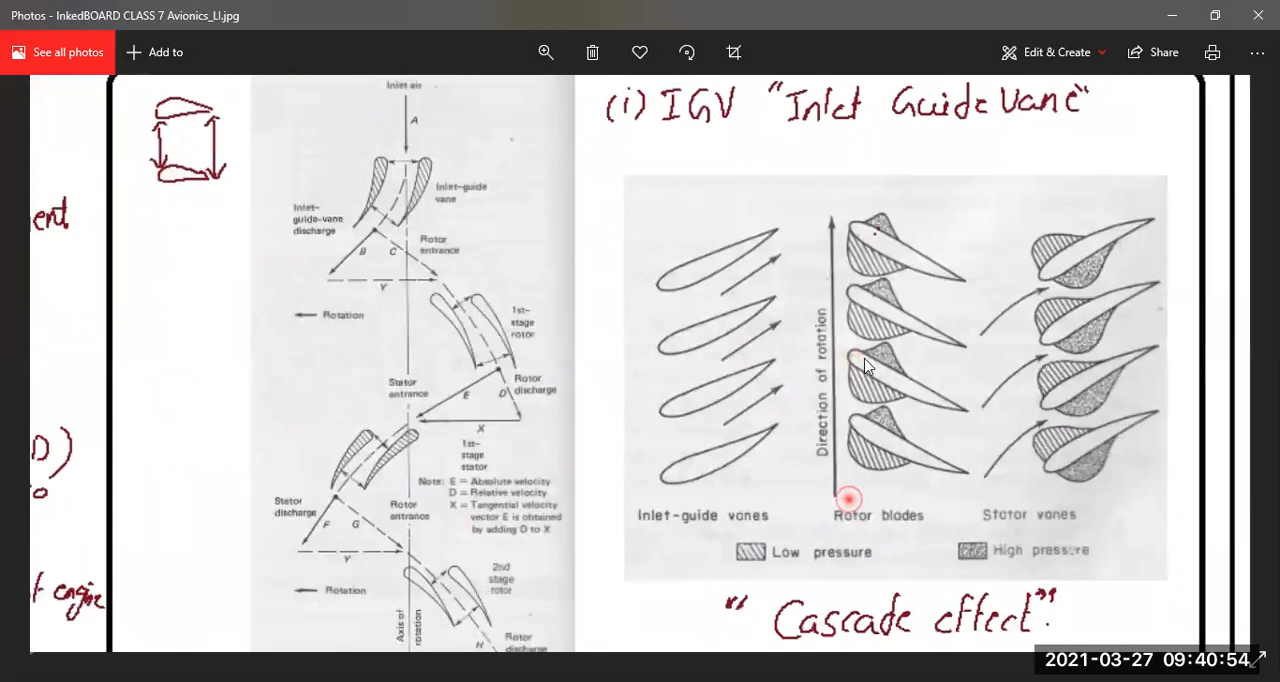 Photos - InkedBOARD CLASS 7 Avionics_LI.jpg
See all photos
Add to
Edit & Create
Share
ent
D)
to
engine
Inlet air
A
Inlet-guide
vane
Inlet-
guide-vane
discharge
Rotor
entrance
B
C
Y
Rotation
1st-
stage
rotor
Stator
entrance
Rotor
discharge
E
D
X
1st-
stage
stator
Note: E = Absolute velocity
D = Relative velocity
X = Tangential velocity
vector E is obtained
by adding D to X
Stator
discharge
Rotor
entrance
F
G
Y
2nd
stage
rotor
Rotation
Axis of
rotation
Rotor
discharge
H
(i) IGV "Inlet Guide Vane"
Direction of rotation
Inlet-guide vanes
Rotor blades
Stator vanes
Low pressure
High pressure
"Cascade effect".
2021-03-27 09:40:54